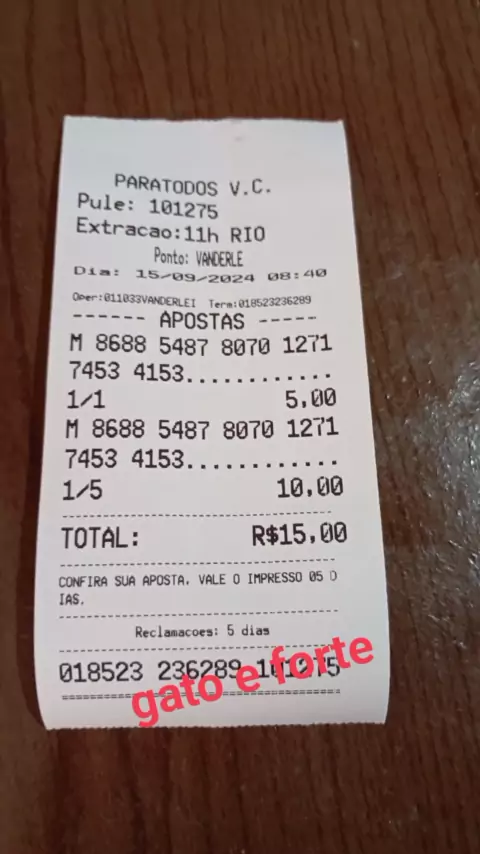 PARATODOS V.C.
Pule: 101275
Extracao:11h RIO
Ponto: VANDERLE
Dia: 15/09/2024 08:40
Oper:011033VANDERLEI Term:018523236289
------ APOSTAS -----
M 8688 5487 8070 1271
7453 4153............
1/1 5,00
M 8688 5487 8070 1271
7453 4153............
1/5 10,00
TOTAL: R$15,00
CONFIRA SUA APOSTA. VALE O IMPRESSO 05 D
IAS.
Reclamacoes: 5 dias
018523 236289 101275
gato e forte